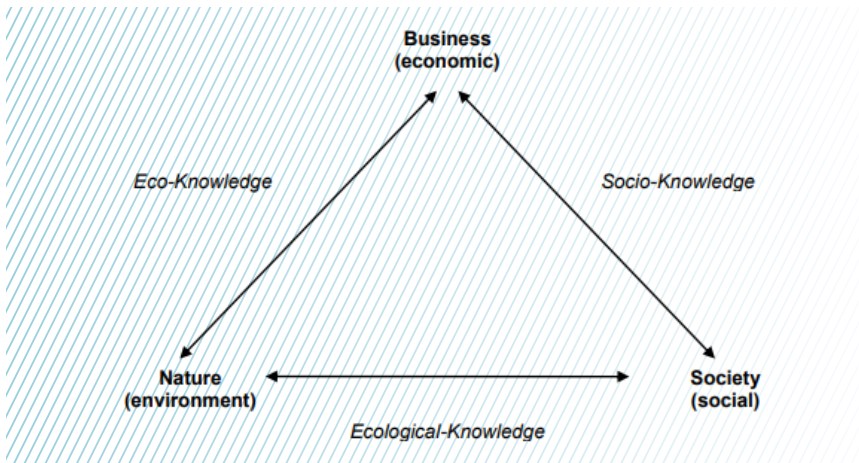 Business
(economic)
Eco-Knowledge
Socio-Knowledge
Nature
(environment)
Society
(social)
Ecological-Knowledge